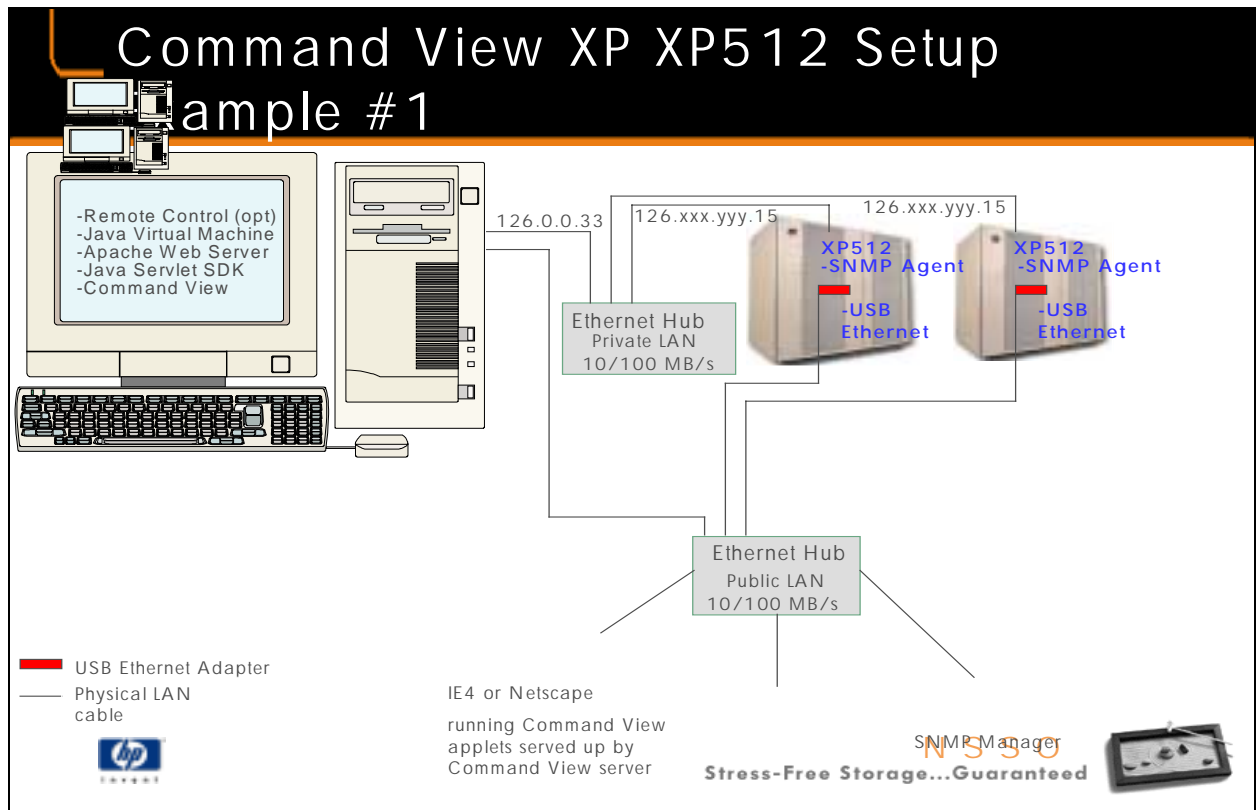 Command View XP XP512 Setup
ample #1
-Remote Control (opt)
-Java Virtual Machine
-Apache Web Server
-Java Servlet SDK
-Command View
126.0.0.33
126.xxx.yyy.15
126.xxx.yyy.15
XP512
-SNMP Agent
-USB
Ethernet
XP512
-SNMP Agent
-USB
Ethernet
Ethernet Hub
Private LAN
10/100 MB/s
Ethernet Hub
Public LAN
10/100 MB/s
USB Ethernet Adapter
Physical LAN
cable
IE4 or Netscape
running Command View
applets served up by
Command View server
SNMP Manager
NSSO
Stress-Free Storage...Guaranteed
hp
invent